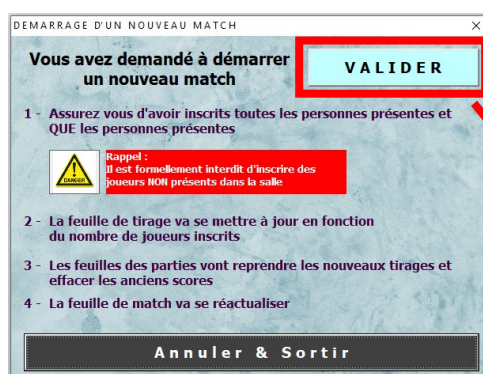 DEMARRAGE D'UN NOUVEAU MATCH
Vous avez demandé à démarrer
un nouveau match
VALIDER
1 - Assurez vous d'avoir inscrits toutes les personnes présentes et
QUE les personnes présentes
DANGER
Rappel :
Il est formellement interdit d'inscrire des
joueurs NON présents dans la salle
2 - La feuille de tirage va se mettre à jour en fonction
du nombre de joueurs inscrits
3 - Les feuilles des parties vont reprendre les nouveaux tirages et
effacer les anciens scores
4 - La feuille de match va se réactualiser
Annuler & Sortir